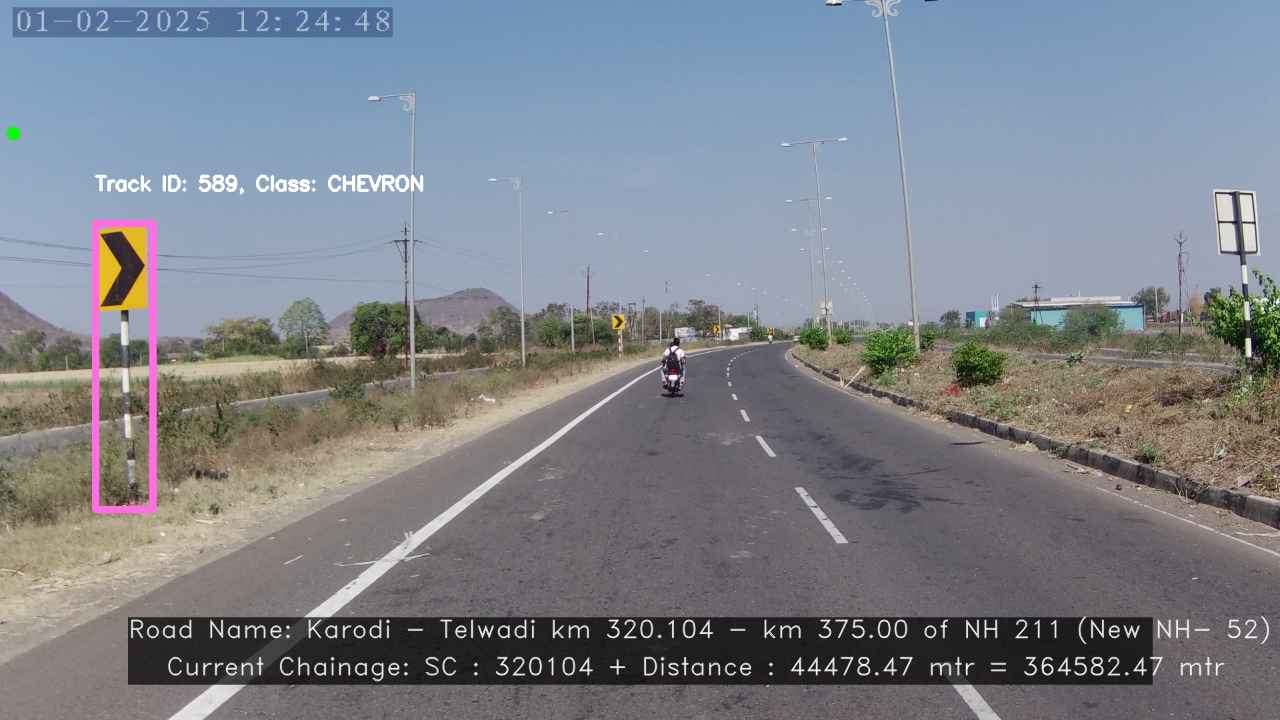 01-02-2025 12:24:48
Track ID: 589, Class: CHEVRON
Road Name: Karodi - Telwadi km 320.104 - km 375.00 of NH 211 (New NH- 52)
Current Chainage: SC : 320104 + Distance : 44478.47 mtr = 364582.47 mtr